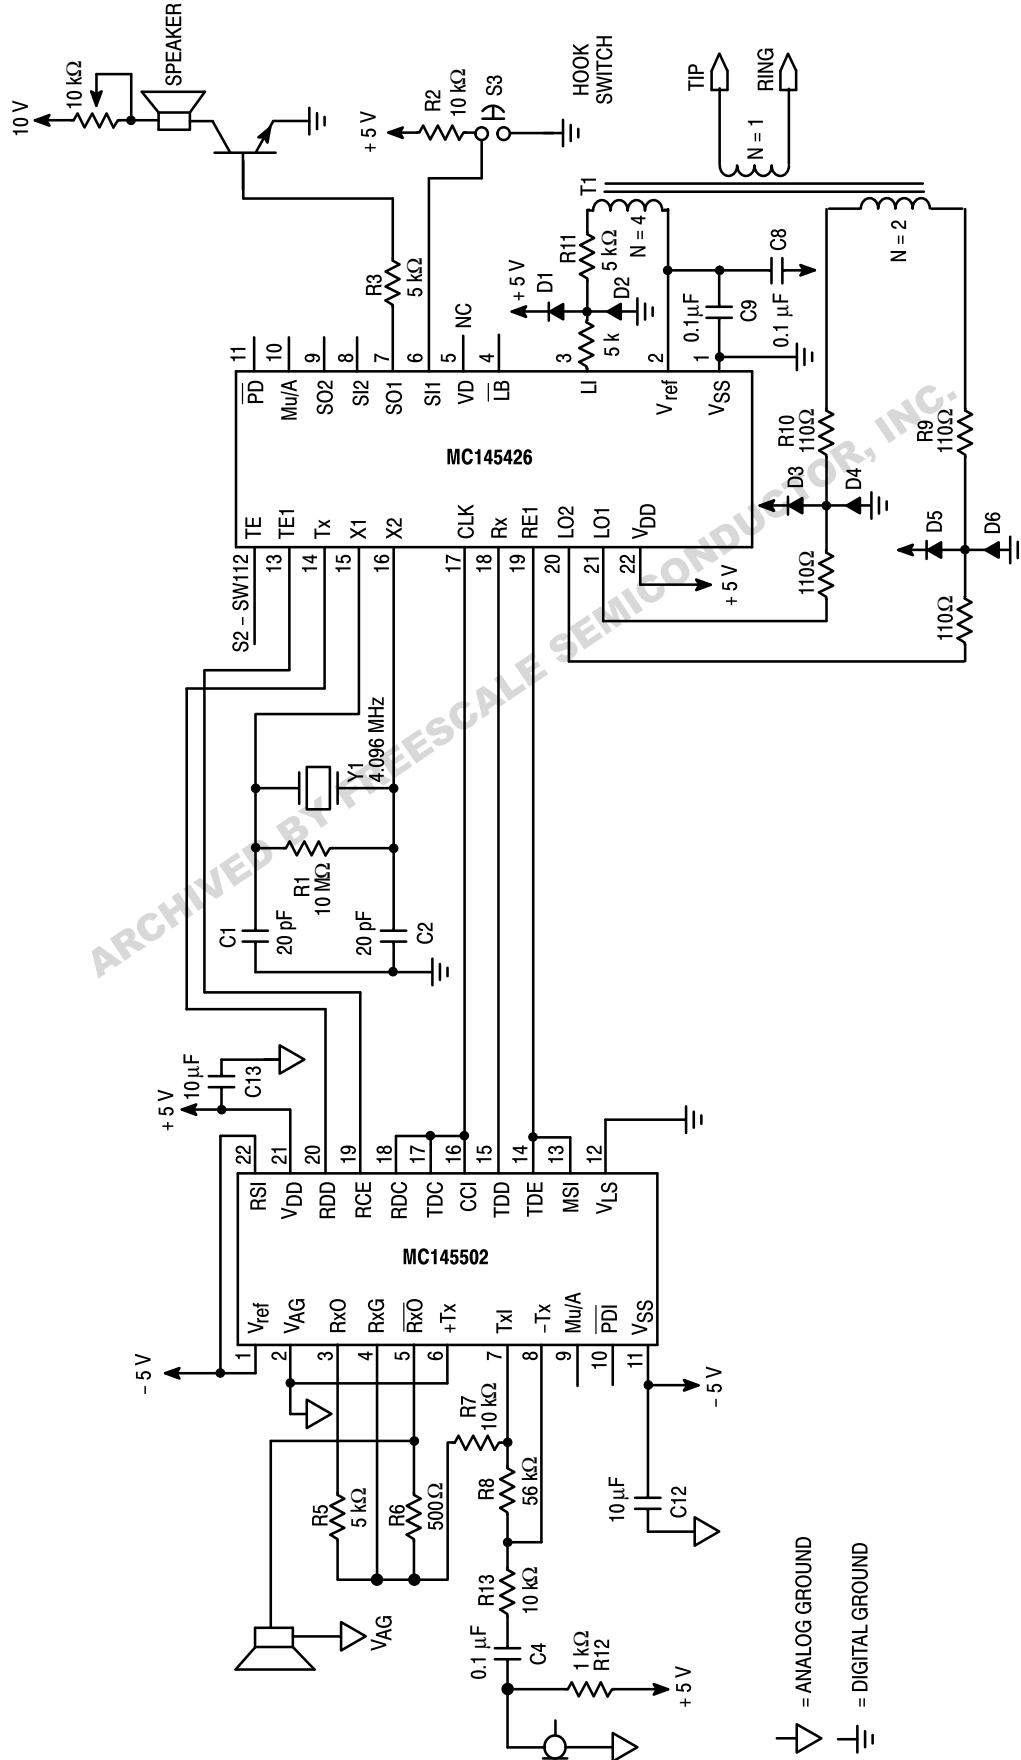 10 V
10 kΩ
SPEAKER
+ 5 V
R2
10 kΩ
S3
HOOK
SWITCH
R3
5 kΩ
TIP
RING
N = 1
T1
N = 4
N = 2
R11
5 kΩ
+ 5 V
D1
D2
5 k
0.1 μF
C9
0.1 μF
C8
NC
11
10
9
8
7
6
5
4
3
2
1
PD
Mu/A
SO2
SI2
SO1
SI1
VD
LB
LI
Vref
VSS
MC145426
TE
TE1
Tx
X1
X2
CLK
Rx
RE1
LO2
LO1
VDD
S2 – SW1 12
13
14
15
16
17
18
19
20
21
22
+ 5 V
R10
110Ω
D3
D4
110Ω
R9
110Ω
D5
D6
110Ω
Y1
4.096 MHz
R1
10 MΩ
C1
20 pF
20 pF
C2
ARCHIVED BY FREESCALE SEMICONDUCTOR, INC.
+ 5 V
10 μF
C13
22
21
20
19
18
17
16
15
14
13
12
RSI
VDD
RDD
RCE
RDC
TDC
CCI
TDD
TDE
MSI
VLS
MC145502
Vref
VAG
RxO
RxG
RxO
+Tx
TxI
–Tx
Mu/A
PDI
VSS
1
2
3
4
5
6
7
8
9
10
11
– 5 V
R7
10 kΩ
R5
5 kΩ
R6
500Ω
R8
56 kΩ
R13
10 kΩ
10 μF
C12
– 5 V
VAG
0.1 μF
C4
1 kΩ
R12
+ 5 V
= ANALOG GROUND
= DIGITAL GROUND